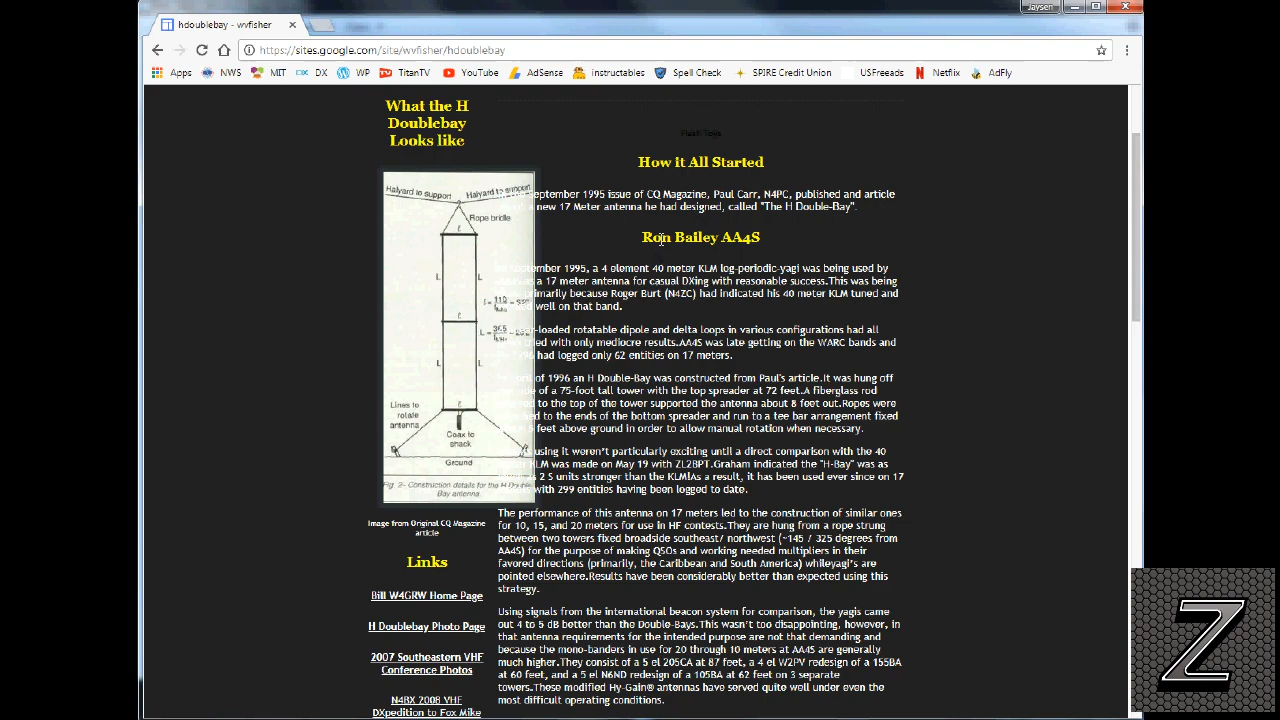 Jaysen
hdoublebay - wvfisher
https://sites.google.com/site/wvfisher/hdoublebay
Apps NWS MIT DX WP TitanTV YouTube AdSense instructables Spell Check SPIRE Credit Union USFreads Netflix AdFly
What the H
Doublebay
Looks like
Halyard to support
Halyard to support
Rope bridle
ℓ
L
L
ℓ
L
L
ℓ
Lines to
rotate
antenna
Coax to
shack
Ground
Fig. 2– Construction details for the H Double
Bay antenna
Image from Original CQ Magazine
article
Links
Bill W4GRW Home Page
H Doublebay Photo Page
2007 Southeastern VHF
Conference Photos
N4BX 2008 VHF
DXpedition to Fox Mike
How it All Started
September 1995 issue of CQ Magazine, Paul Carr, N4PC, published and article
new 17 Meter antenna he had designed, called "The H Double-Bay".
Ron Bailey AA4S
September 1995, a 4 element 40 meter KLM log-periodic-yagi was being used by
as a 17 meter antenna for casual DXing with reasonable success.This was being
primarily because Roger Burt (N4ZC) had indicated his 40 meter KLM tuned and
well on that band.
loaded rotatable dipole and delta loops in various configurations had all
tried with only mediocre results.AA4S was late getting on the WARC bands and
had logged only 62 entities on 17 meters.
of 1996 an H Double-Bay was constructed from Paul's article.It was hung off
of a 75-foot tall tower with the top spreader at 72 feet.A fiberglass rod
to the top of the tower supported the antenna about 8 feet out.Ropes were
to the ends of the bottom spreader and run to a tee bar arrangement fixed
5 feet above ground in order to allow manual rotation when necessary.
using it weren't particularly exciting until a direct comparison with the 40
KLM was made on May 19 with ZL2BPT.Graham indicated the "H-Bay" was as
as 2 S units stronger than the KLM!As a result, it has been used ever since on 17
with 299 entities having been logged to date.
The performance of this antenna on 17 meters led to the construction of similar ones
for 10, 15, and 20 meters for use in HF contests.They are hung from a rope strung
between two towers fixed broadside southeast/ northwest (~145 / 325 degrees from
AA4S) for the purpose of making QSOs and working needed multipliers in their
favored directions (primarily, the Caribbean and South America) whileyagi's are
pointed elsewhere.Results have been considerably better than expected using this
strategy.
Using signals from the international beacon system for comparison, the yagis came
out 4 to 5 dB better than the Double-Bays.This wasn't too disappointing, however, in
that antenna requirements for the intended purpose are not that demanding and
because the mono-banders in use for 20 through 10 meters at AA4S are generally
much higher.They consist of a 5 el 205CA at 87 feet, a 4 el W2PV redesign of a 155BA
at 60 feet, and a 5 el N6ND redesign of a 105BA at 62 feet on 3 separate
towers.These modified Hy-Gain® antennas have served quite well under even the
most difficult operating conditions.
Z